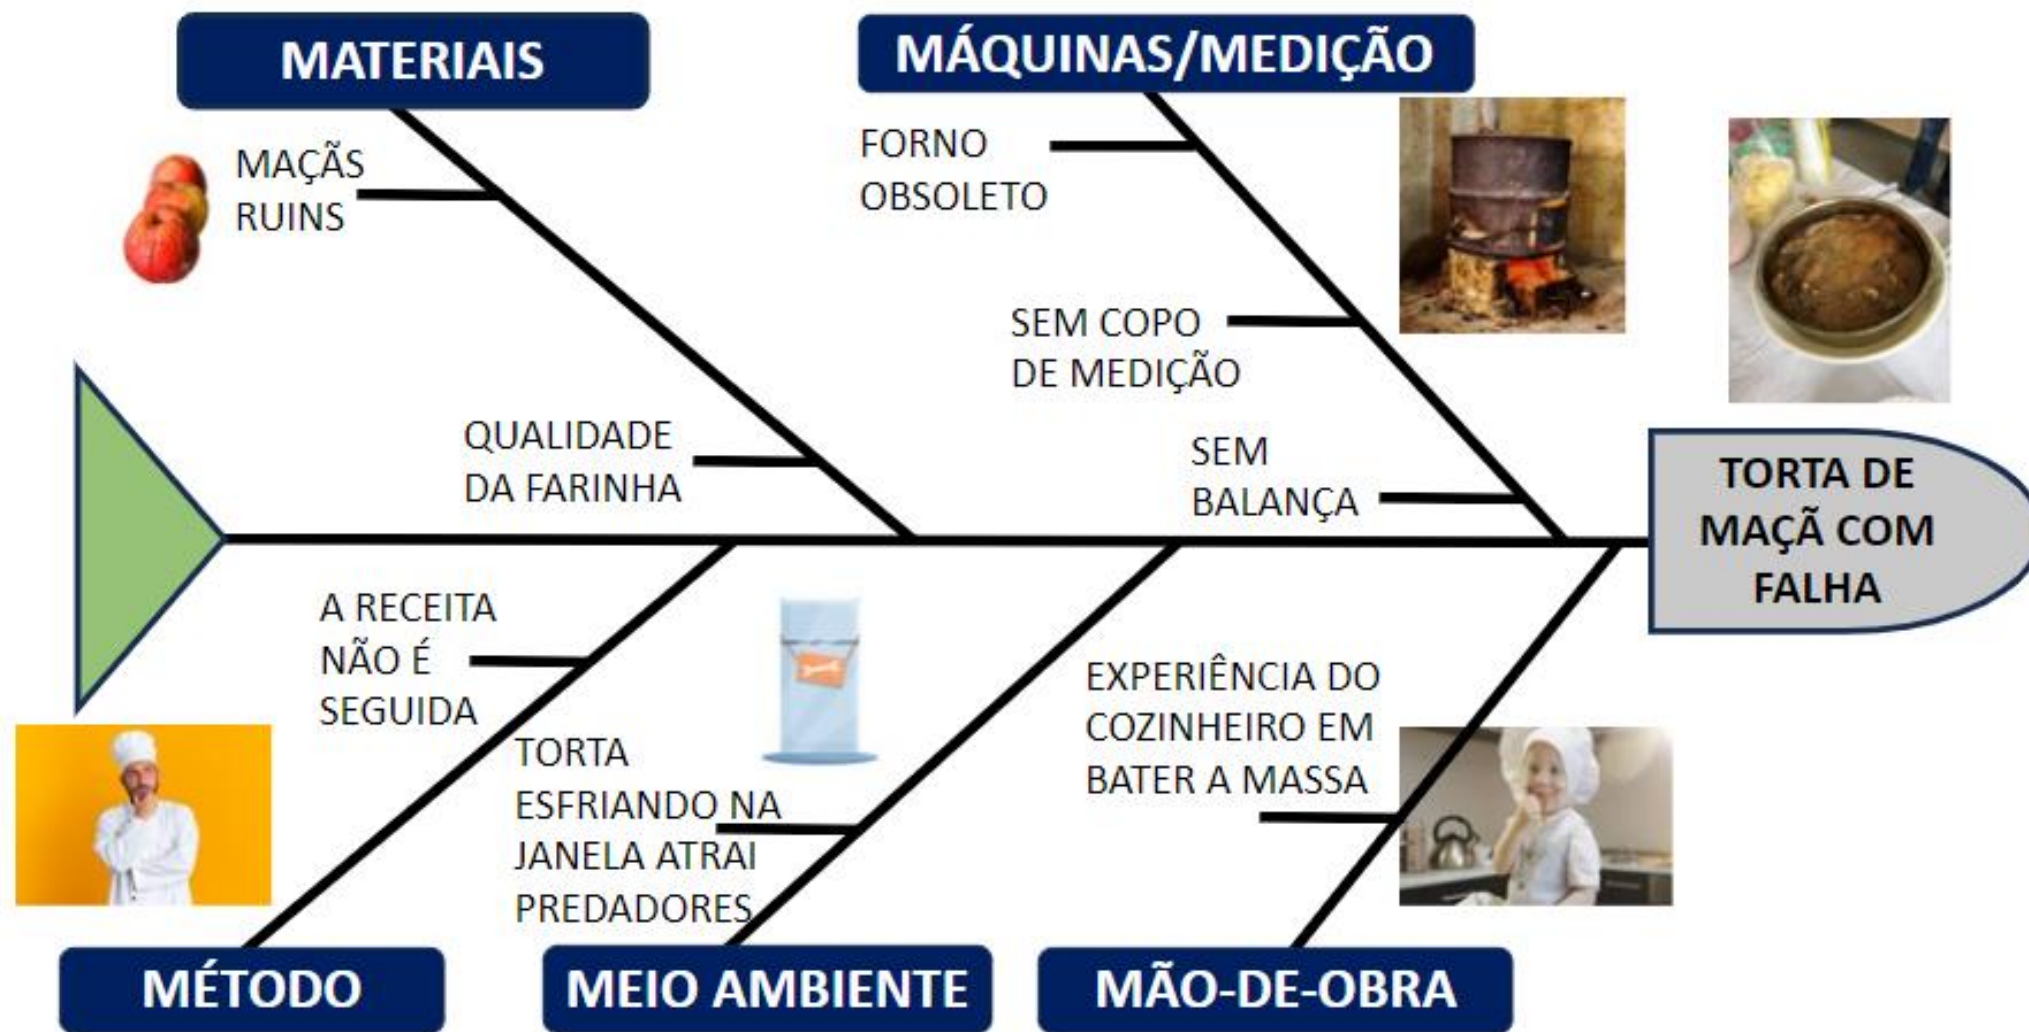 MATERIAIS
MÁQUINAS/MEDIÇÃO
MAÇÃS
RUINS
FORNO
OBSOLETO
SEM COPO
DE MEDIÇÃO
QUALIDADE
DA FARINHA
SEM
BALANÇA
TORTA DE
MAÇÃ COM
FALHA
A RECEITA
NÃO É
SEGUIDA
TORTA
ESFRIANDO NA
JANELA ATRAI
PREDADORES
EXPERIÊNCIA DO
COZINHEIRO EM
BATER A MASSA
MÉTODO
MEIO AMBIENTE
MÃO-DE-OBRA